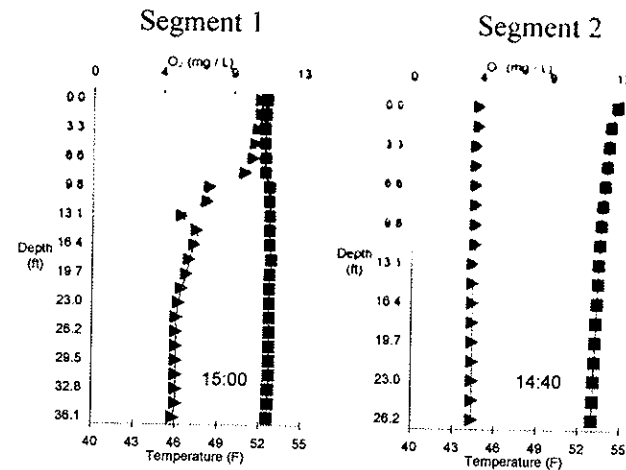 Segment 1
Segment 2
O₂ (mg / L)
0 4 9 13
0.0
3.3
6.6
9.8
13.1
16.4
19.7
23.0
26.2
29.5
32.8
36.1
Depth
(ft)
15:00
40 43 46 49 52 55
Temperature (F)
O (mg / L)
0 4 9
0.0
3.3
6.6
9.8
13.1
16.4
19.7
23.0
26.2
Depth
(ft)
14:40
40 43 46 49 52 55
Temperature (F)